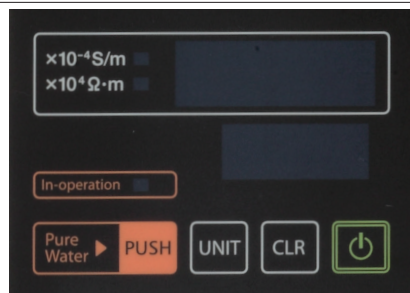 ×10⁻⁴S/m
×10⁴Ω·m
In-operation
Pure
Water
PUSH
UNIT
CLR